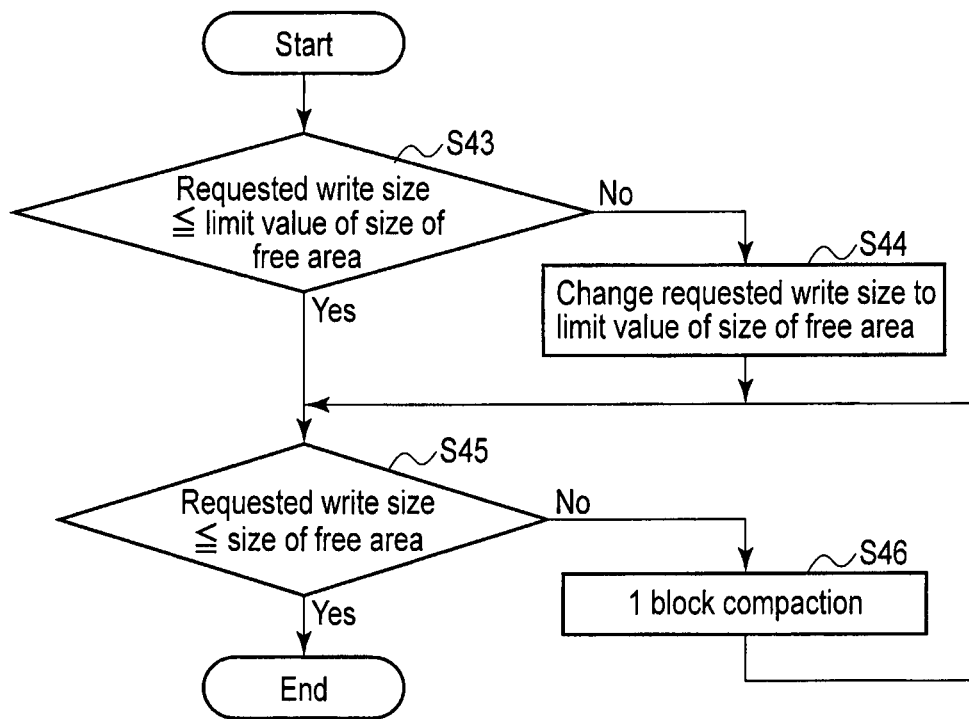 Start
S43
Requested write size
≦ limit value of size of
free area
No
Yes
S44
Change requested write size to
limit value of size of free area
S45
Requested write size
≦ size of free area
No
Yes
S46
1 block compaction
End